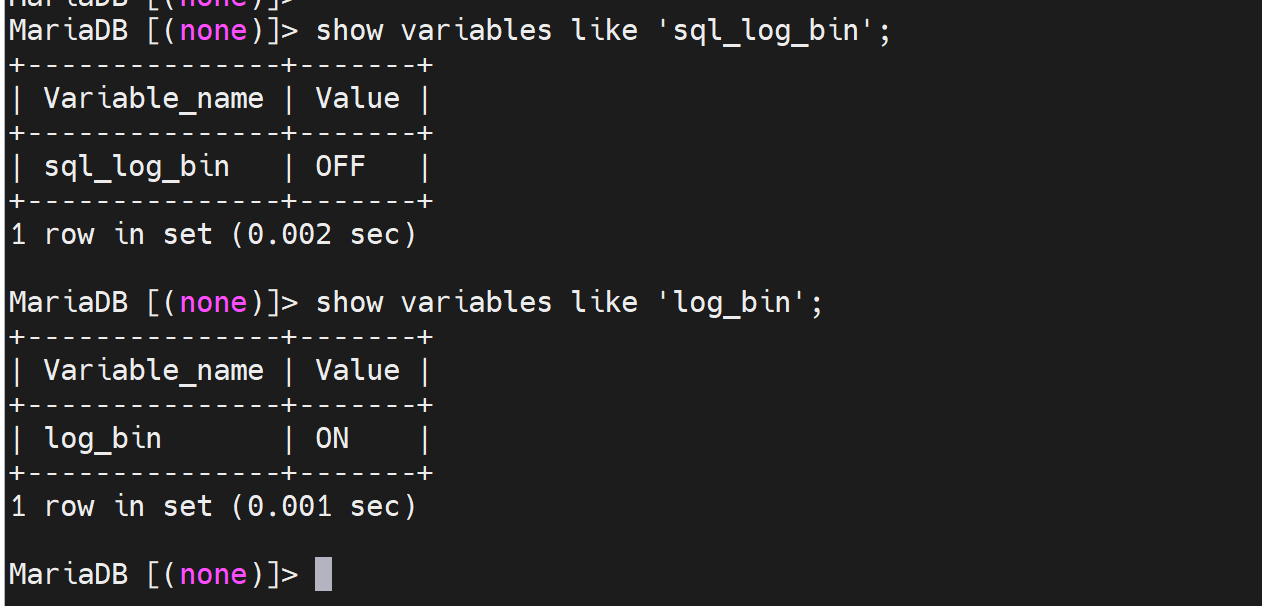 MariaDB [(none)]>
MariaDB [(none)]> show variables like 'sql_log_bin';
+---------------+-------+
| Variable_name | Value |
+---------------+-------+
| sql_log_bin   | OFF   |
+---------------+-------+
1 row in set (0.002 sec)

MariaDB [(none)]> show variables like 'log_bin';
+---------------+-------+
| Variable_name | Value |
+---------------+-------+
| log_bin       | ON    |
+---------------+-------+
1 row in set (0.001 sec)

MariaDB [(none)]>